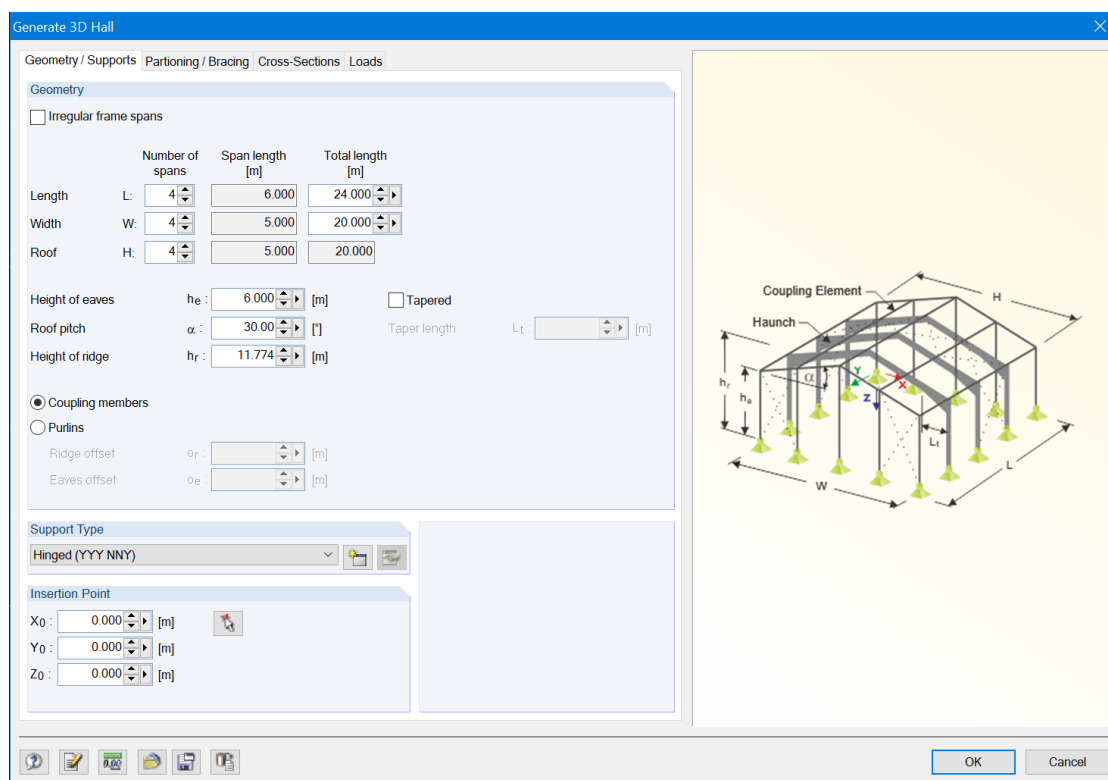 Generate 3D Hall
Geometry / Supports Partioning / Bracing Cross-Sections Loads
Geometry
Irregular frame spans
Number of spans Span length [m] Total length [m]
Length L: 4 6.000 24.000
Width W: 4 5.000 20.000
Roof H: 4 5.000 20.000
Height of eaves he : 6.000 [m] Tapered
Roof pitch α : 30.00 [°] Taper length Lt : [m]
Height of ridge hr : 11.774 [m]
Coupling members
Purlins
Ridge offset or : [m]
Eaves offset oe : [m]
Support Type
Hinged (YYY NNY)
Insertion Point
X0 : 0.000 [m]
Y0 : 0.000 [m]
Z0 : 0.000 [m]
Coupling Element
H
Haunch
hr
he
α
Y
X
Z
Lt
L
W
0.00
OK Cancel